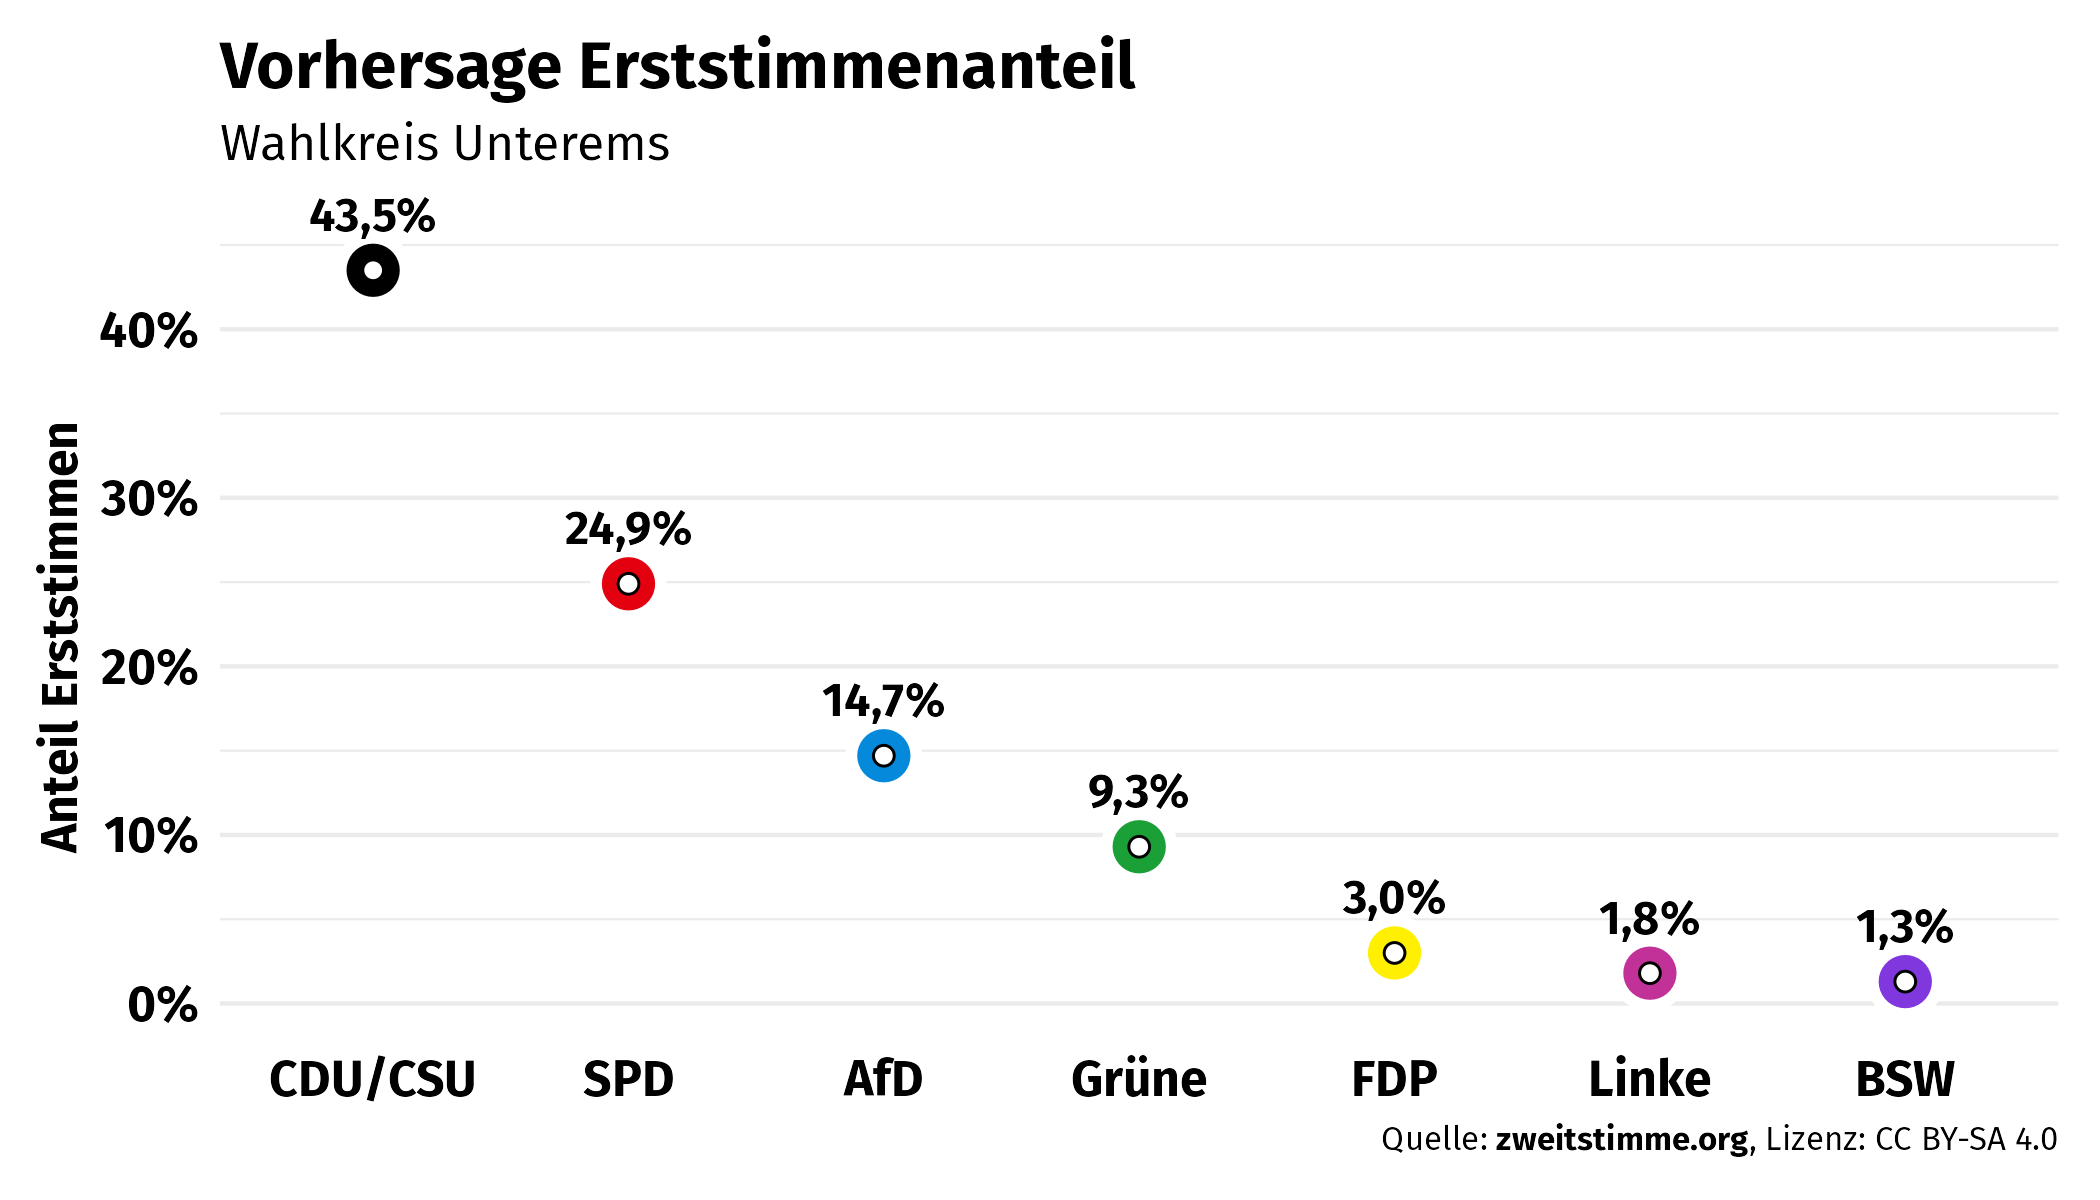 Vorhersage Erststimmenanteil
Wahlkreis Unterems
43,5%
40%
30%
24,9%
20%
14,7%
10%
9,3%
3,0%
1,8%
1,3%
0%
Anteil Erststimmen
CDU/CSU SPD AfD Grüne FDP Linke BSW
Quelle: zweitstimme.org, Lizenz: CC BY-SA 4.0